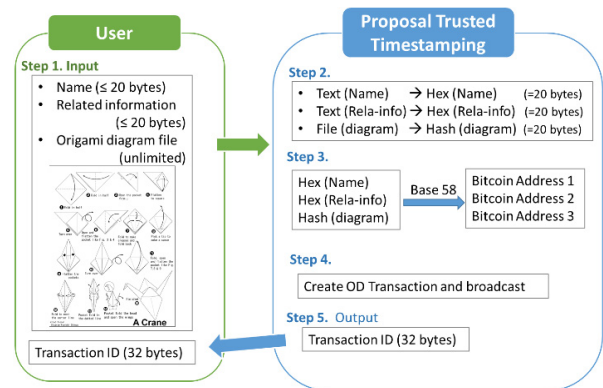 User
Step 1. Input
• Name (≤ 20 bytes)
• Related information
(≤ 20 bytes)
• Origami diagram file
(unlimited)
A Crane
Transaction ID (32 bytes)
Proposal Trusted
Timestamping
Step 2.
• Text (Name) → Hex (Name) (=20 bytes)
• Text (Rela-info) → Hex (Rela-info) (=20 bytes)
• File (diagram) → Hash (diagram) (=20 bytes)
Step 3.
Hex (Name)
Hex (Rela-info)
Hash (diagram)
Base 58
Bitcoin Address 1
Bitcoin Address 2
Bitcoin Address 3
Step 4.
Create OD Transaction and broadcast
Step 5. Output
Transaction ID (32 bytes)